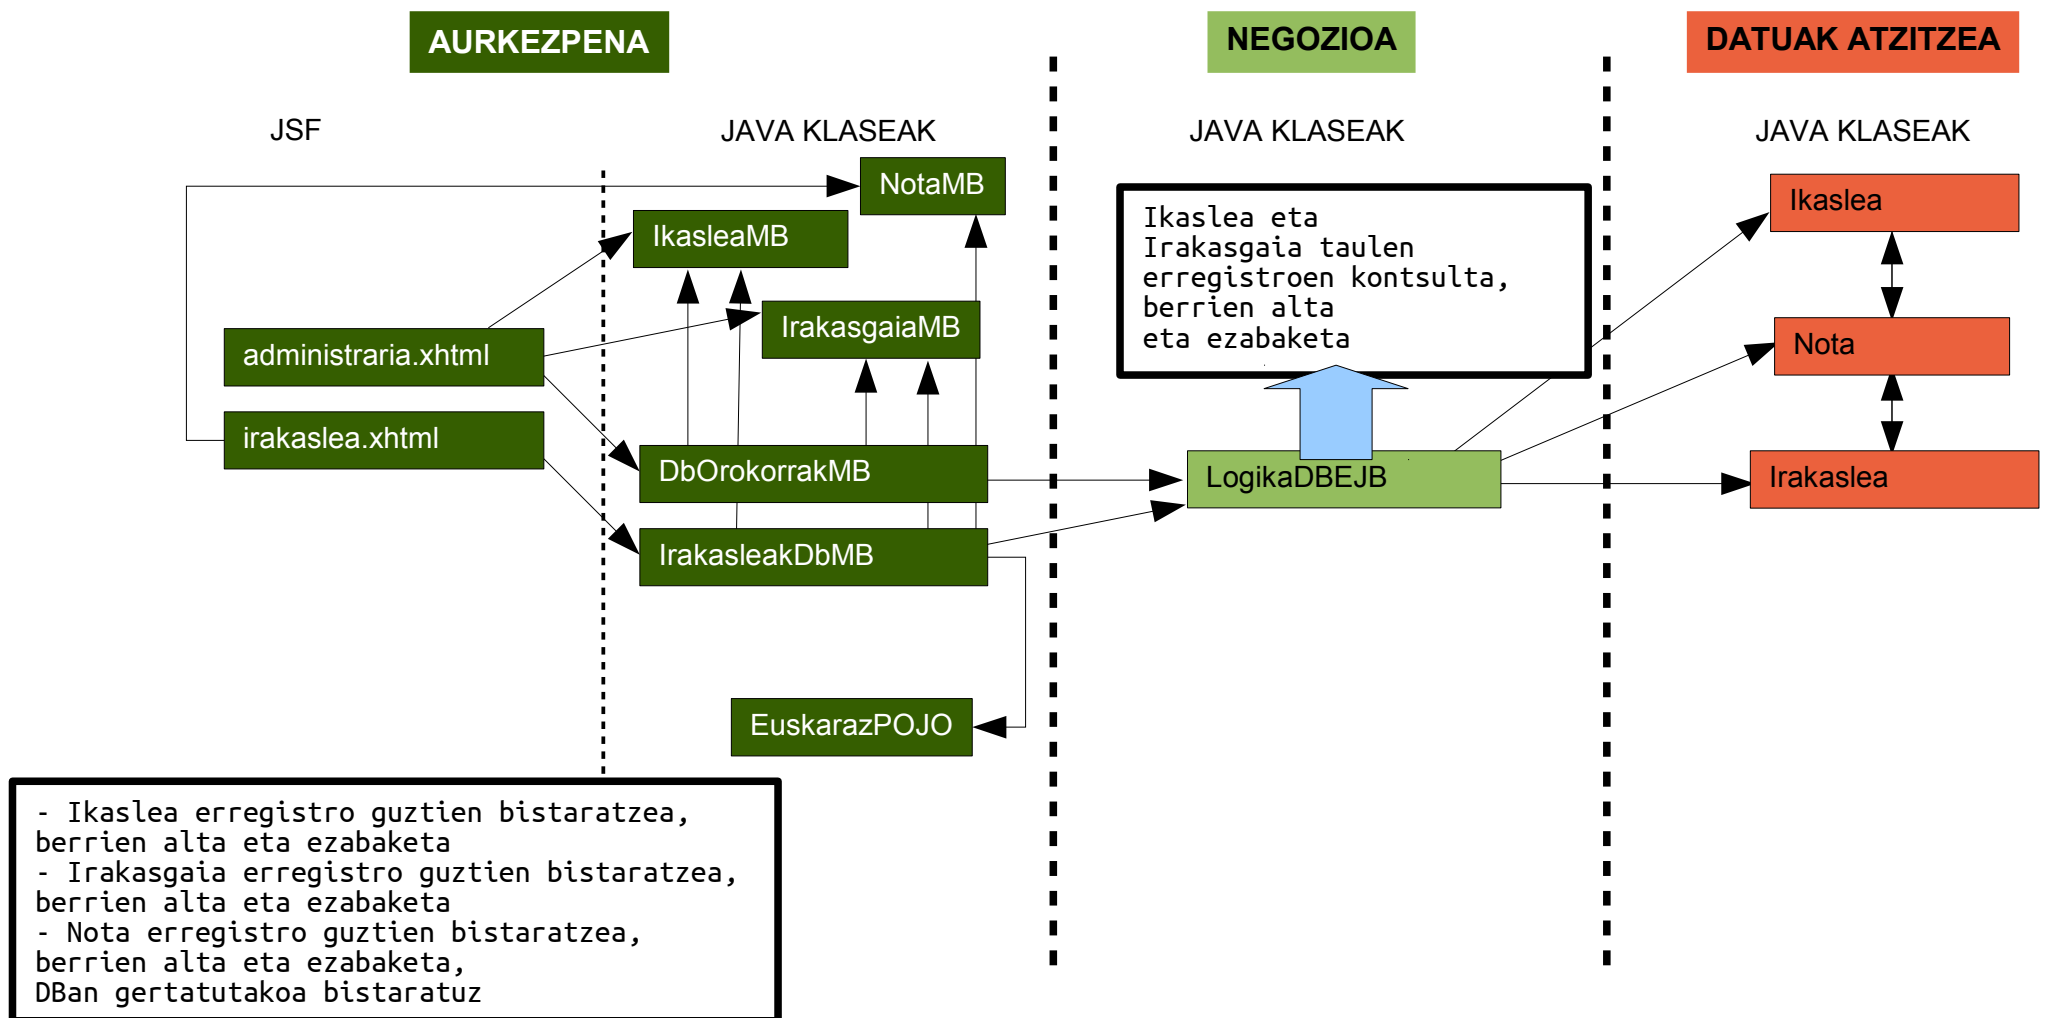 AURKEZPENA
NEGOZIOA
DATUAK ATZITZEA
JSF
JAVA KLASEAK
JAVA KLASEAK
JAVA KLASEAK
NotaMB
IkasleaMB
IrakasgaiaMB
administraria.xhtml
irakaslea.xhtml
DbOrokorrakMB
IrakasleakDbMB
EuskarazPOJO
Ikaslea eta
Irakasgaia taulen
erregistroen kontsulta,
berrien alta
eta ezabaketa
LogikaDBEJB
Ikaslea
Nota
Irakaslea
- Ikaslea erregistro guztien bistaratzea,
berrien alta eta ezabaketa
- Irakasgaia erregistro guztien bistaratzea,
berrien alta eta ezabaketa
- Nota erregistro guztien bistaratzea,
berrien alta eta ezabaketa,
DBan gertatutakoa bistaratuz